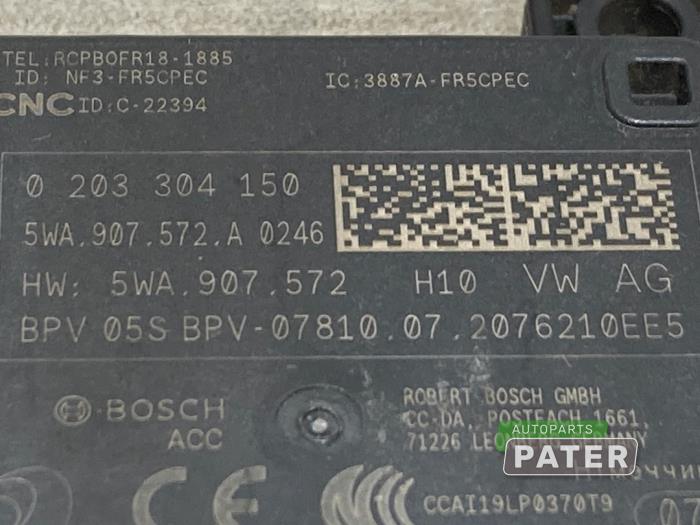 TEL: RCPBOFR18-1885
ID: NF3-FR5CPEC
IC: 3887A-FR5CPEC
CNC ID: C-22394
0 203 304 150
5WA.907.572.A 0246
HW: 5WA.907.572 H10 VW AG
BPV 05S BPV-07810.07.2076210EE5
BOSCH
ACC
ROBERT BOSCH GMBH
CC-DA, POSTFACH 1661,
71226
AUTOPARTS
PATER
CCAI19LP0370T9
07